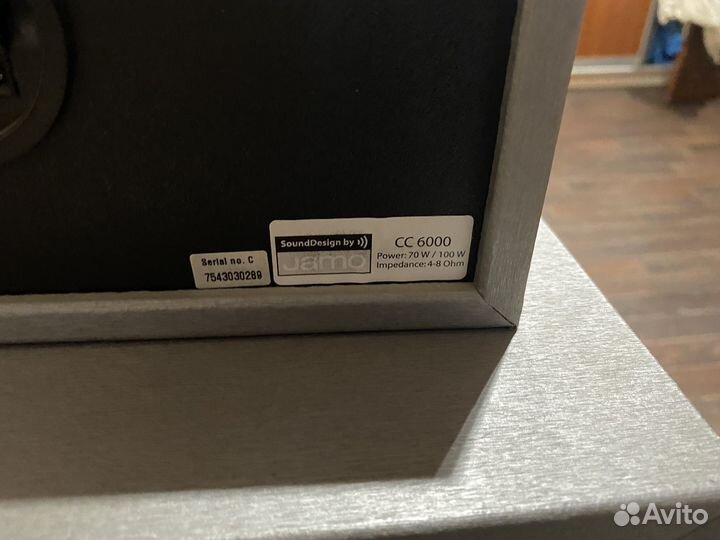 Serial no. C
7543030289
SoundDesign by
Jamo
CC 6000
Power: 70 W / 100 W
Impedance: 4-8 Ohm
Avito